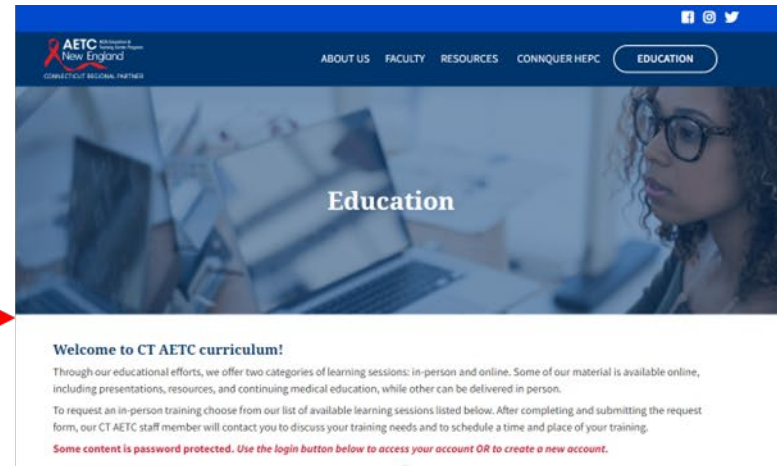 AETC AIDS Education & Training Center Program
New England
CONNECTICUT REGIONAL PARTNER
ABOUT US FACULTY RESOURCES CONNQUER HEPC EDUCATION
Education
Welcome to CT AETC curriculum!
Through our educational efforts, we offer two categories of learning sessions: in-person and online. Some of our material is available online,
including presentations, resources, and continuing medical education, while other can be delivered in person.
To request an in-person training choose from our list of available learning sessions listed below. After completing and submitting the request
form, our CT AETC staff member will contact you to discuss your training needs and to schedule a time and place of your training.
Some content is password protected. Use the login button below to access your account OR to create a new account.